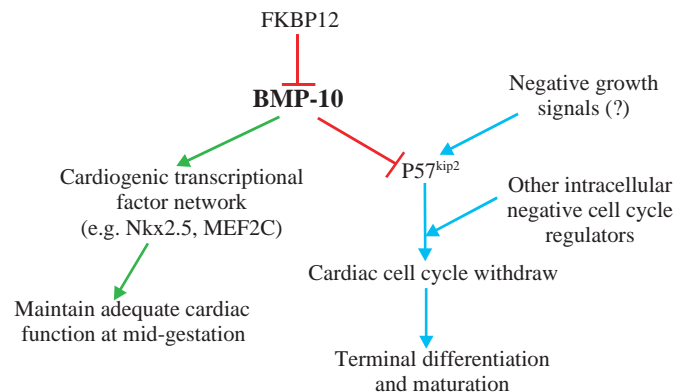 FKBP12
BMP-10
Negative growth
signals (?)
P57kip2
Cardiogenic transcriptional
factor network
(e.g. Nkx2.5, MEF2C)
Other intracellular
negative cell cycle
regulators
Cardiac cell cycle withdraw
Maintain adequate cardiac
function at mid-gestation
Terminal differentiation
and maturation